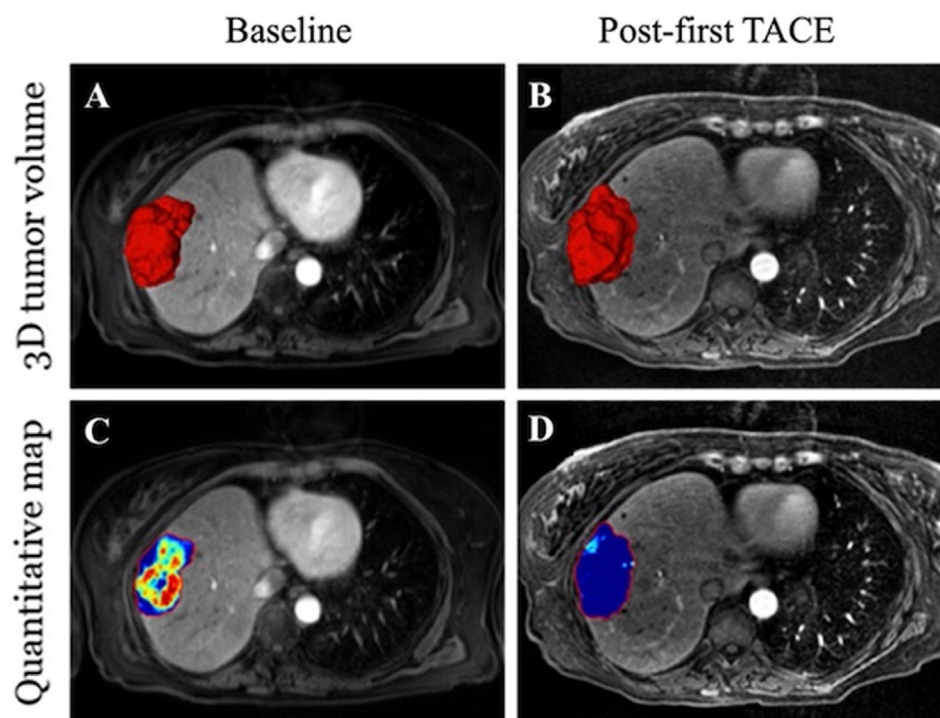 Baseline
Post-first TACE
3D tumor volume
A
B
Quantitative map
C
D